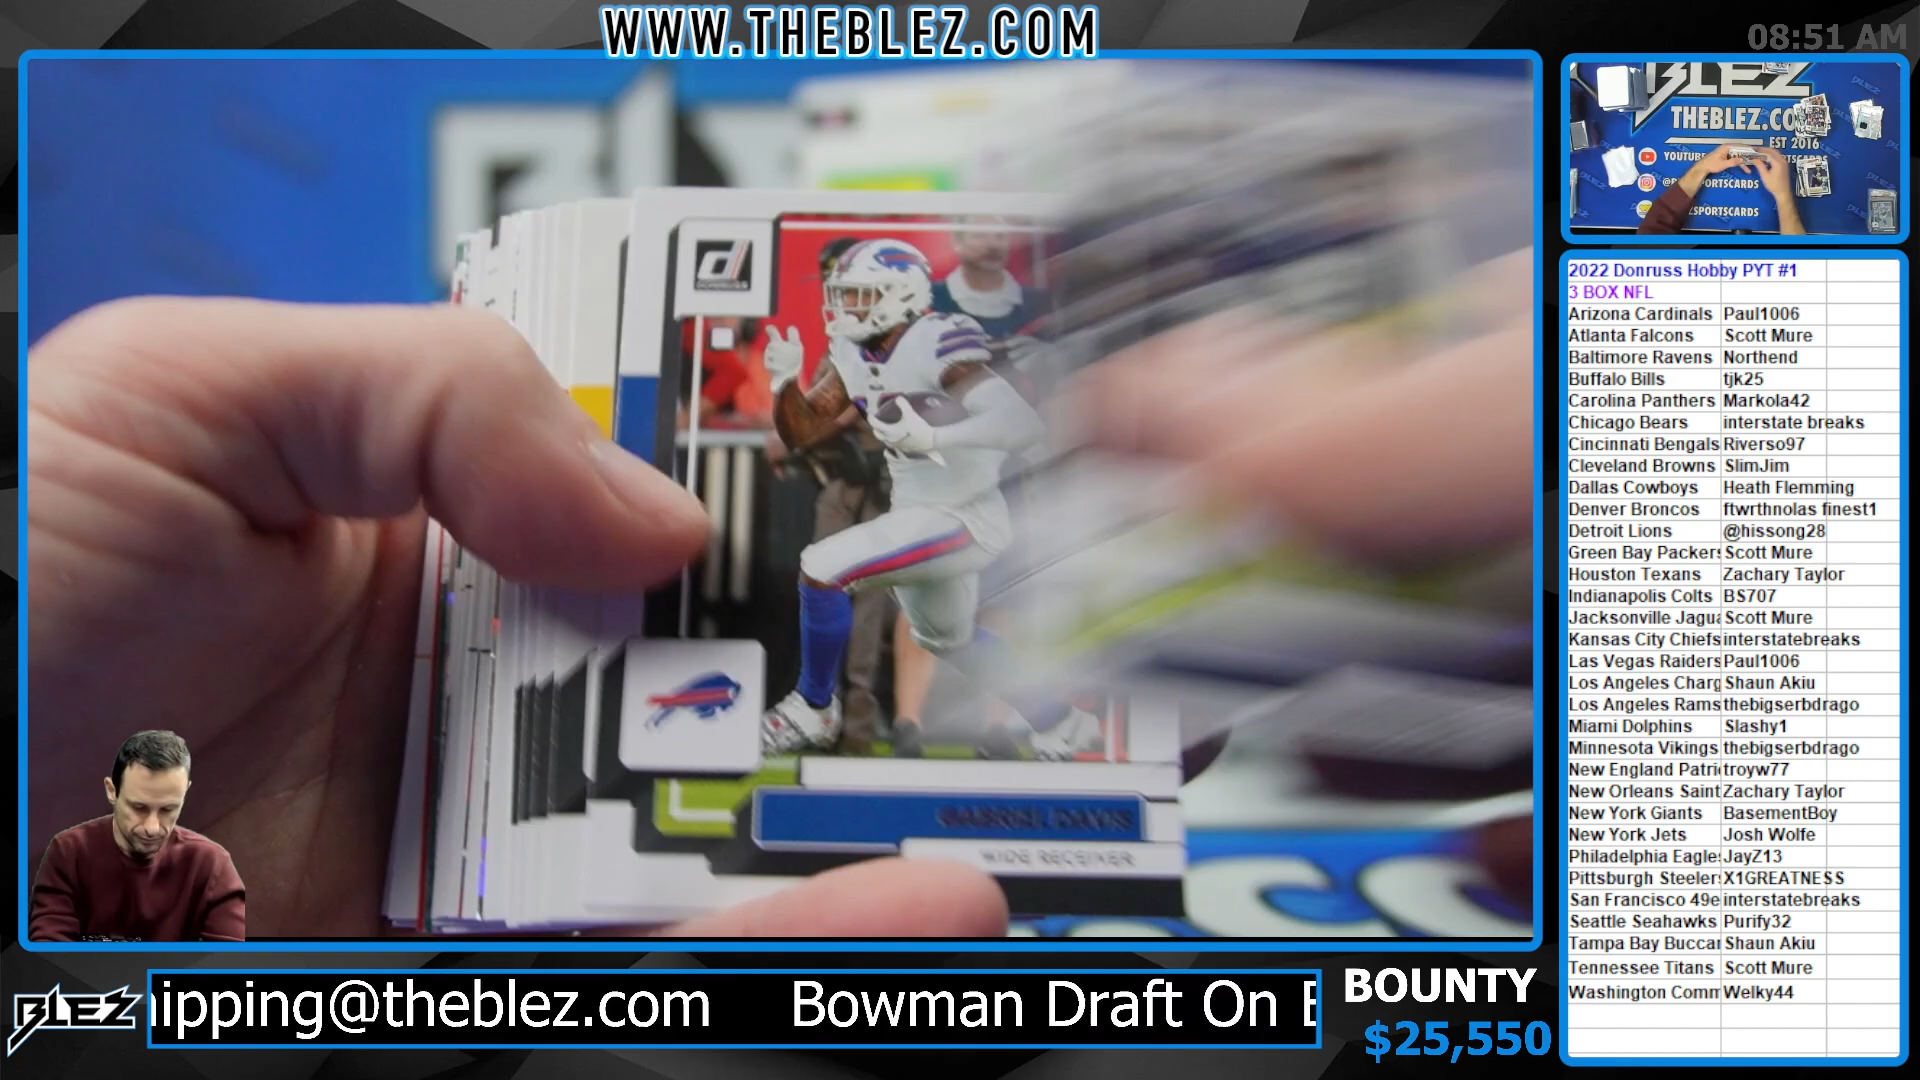 WWW.THEBLEZ.COM
08:51 AM
BLEZ
THEBLEZ.CO
EST 2016
DONRUSS
GABRIEL DAVIS
WIDE RECEIVER
2022 Donruss Hobby PYT #1
3 BOX NFL
Arizona Cardinals Paul1006
Atlanta Falcons Scott Mure
Baltimore Ravens Northend
Buffalo Bills tjk25
Carolina Panthers Markola42
Chicago Bears interstate breaks
Cincinnati Bengals Riverso97
Cleveland Browns SlimJim
Dallas Cowboys Heath Flemming
Denver Broncos ftwrthnolas finest1
Detroit Lions @hissong28
Green Bay Packers Scott Mure
Houston Texans Zachary Taylor
Indianapolis Colts BS707
Jacksonville Jagua Scott Mure
Kansas City Chiefs interstatebreaks
Las Vegas Raiders Paul1006
Los Angeles Charg Shaun Akiu
Los Angeles Rams thebigserbdrago
Miami Dolphins Slashy1
Minnesota Vikings thebigserbdrago
New England Patri troyw77
New Orleans Saint Zachary Taylor
New York Giants BasementBoy
New York Jets Josh Wolfe
Philadelphia Eagle JayZ13
Pittsburgh Steeler X1GREATNESS
San Francisco 49e interstatebreaks
Seattle Seahawks Purify32
Tampa Bay Buccar Shaun Akiu
Tennessee Titans Scott Mure
Washington Comm Welky44
BLEZ
ipping@theblez.com Bowman Draft On
BOUNTY
$25,550